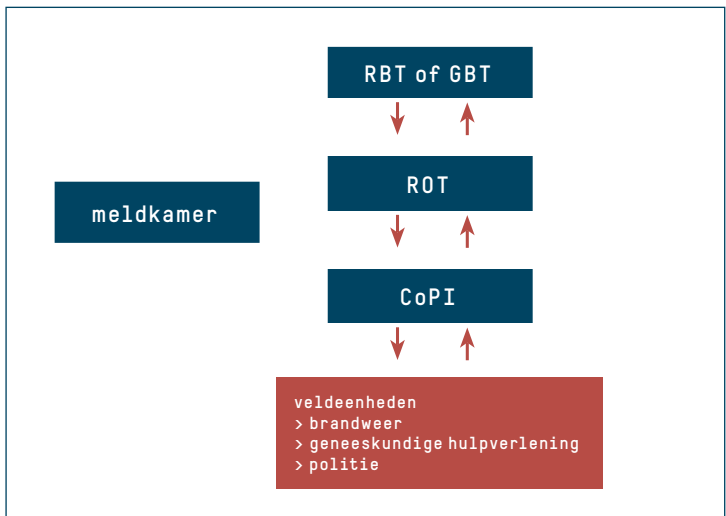 RBT of GBT
meldkamer
ROT
CoPI
veldeenheden
> brandweer
> geneeskundige hulpverlening
> politie